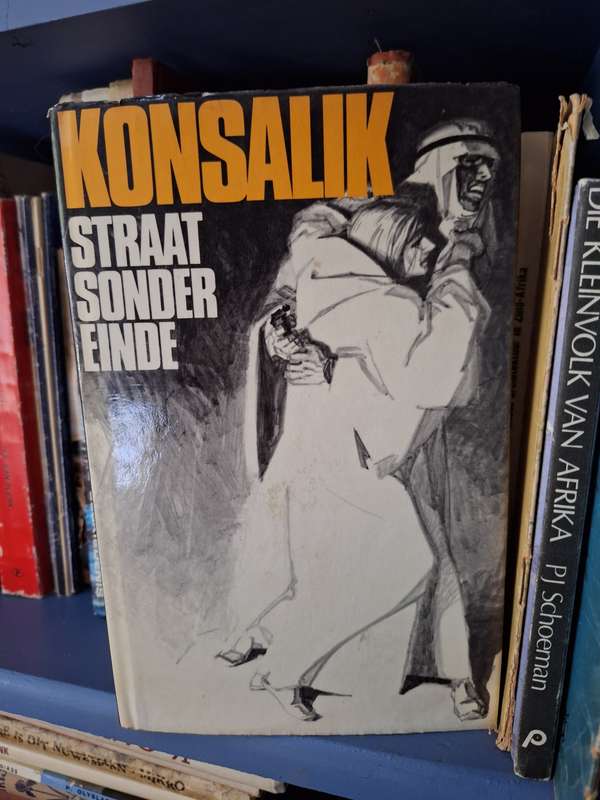 KONSALIK
STRAAT
SONDER
EINDE
DIE KLEINVOLK VAN AFRIKA PJ Schoeman